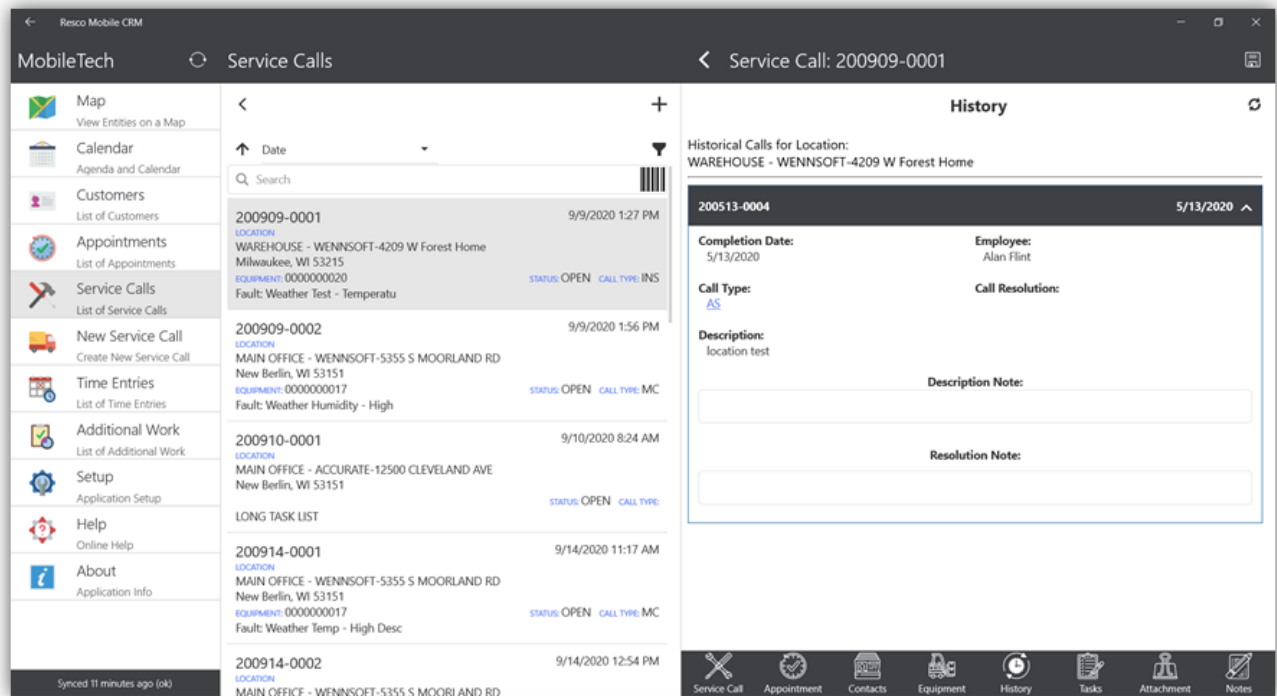 Resco Mobile CRM
MobileTech
Service Calls
Service Call: 200909-0001
Map
View Entities on a Map
Calendar
Agenda and Calendar
Customers
List of Customers
Appointments
List of Appointments
Service Calls
List of Service Calls
New Service Call
Create New Service Call
Time Entries
List of Time Entries
Additional Work
List of Additional Work
Setup
Application Setup
Help
Online Help
About
Application Info
Synced 11 minutes ago (ok)
Date
Search
200909-0001 9/9/2020 1:27 PM
LOCATION
WAREHOUSE - WENNSOFT-4209 W Forest Home
Milwaukee, WI 53215
EQUIPMENT: 0000000020 STATUS: OPEN CALL TYPE: INS
Fault: Weather Test - Temperatu
200909-0002 9/9/2020 1:56 PM
LOCATION
MAIN OFFICE - WENNSOFT-5355 S MOORLAND RD
New Berlin, WI 53151
EQUIPMENT: 0000000017 STATUS: OPEN CALL TYPE: MC
Fault: Weather Humidity - High
200910-0001 9/10/2020 8:24 AM
LOCATION
MAIN OFFICE - ACCURATE-12500 CLEVELAND AVE
New Berlin, WI 53151
STATUS: OPEN CALL TYPE:
LONG TASK LIST
200914-0001 9/14/2020 11:17 AM
LOCATION
MAIN OFFICE - WENNSOFT-5355 S MOORLAND RD
New Berlin, WI 53151
EQUIPMENT: 0000000017 STATUS: OPEN CALL TYPE: MC
Fault: Weather Temp - High Desc
200914-0002 9/14/2020 12:54 PM
LOCATION
MAIN OFFICE - WENNSOFT-5355 S MOORLAND RD
History
Historical Calls for Location:
WAREHOUSE - WENNSOFT-4209 W Forest Home
200513-0004 5/13/2020
Completion Date: Employee:
5/13/2020 Alan Flint
Call Type: Call Resolution:
AS
Description:
location test
Description Note:
Resolution Note:
Service Call Appointment Contacts Equipment History Tasks Attachment Notes